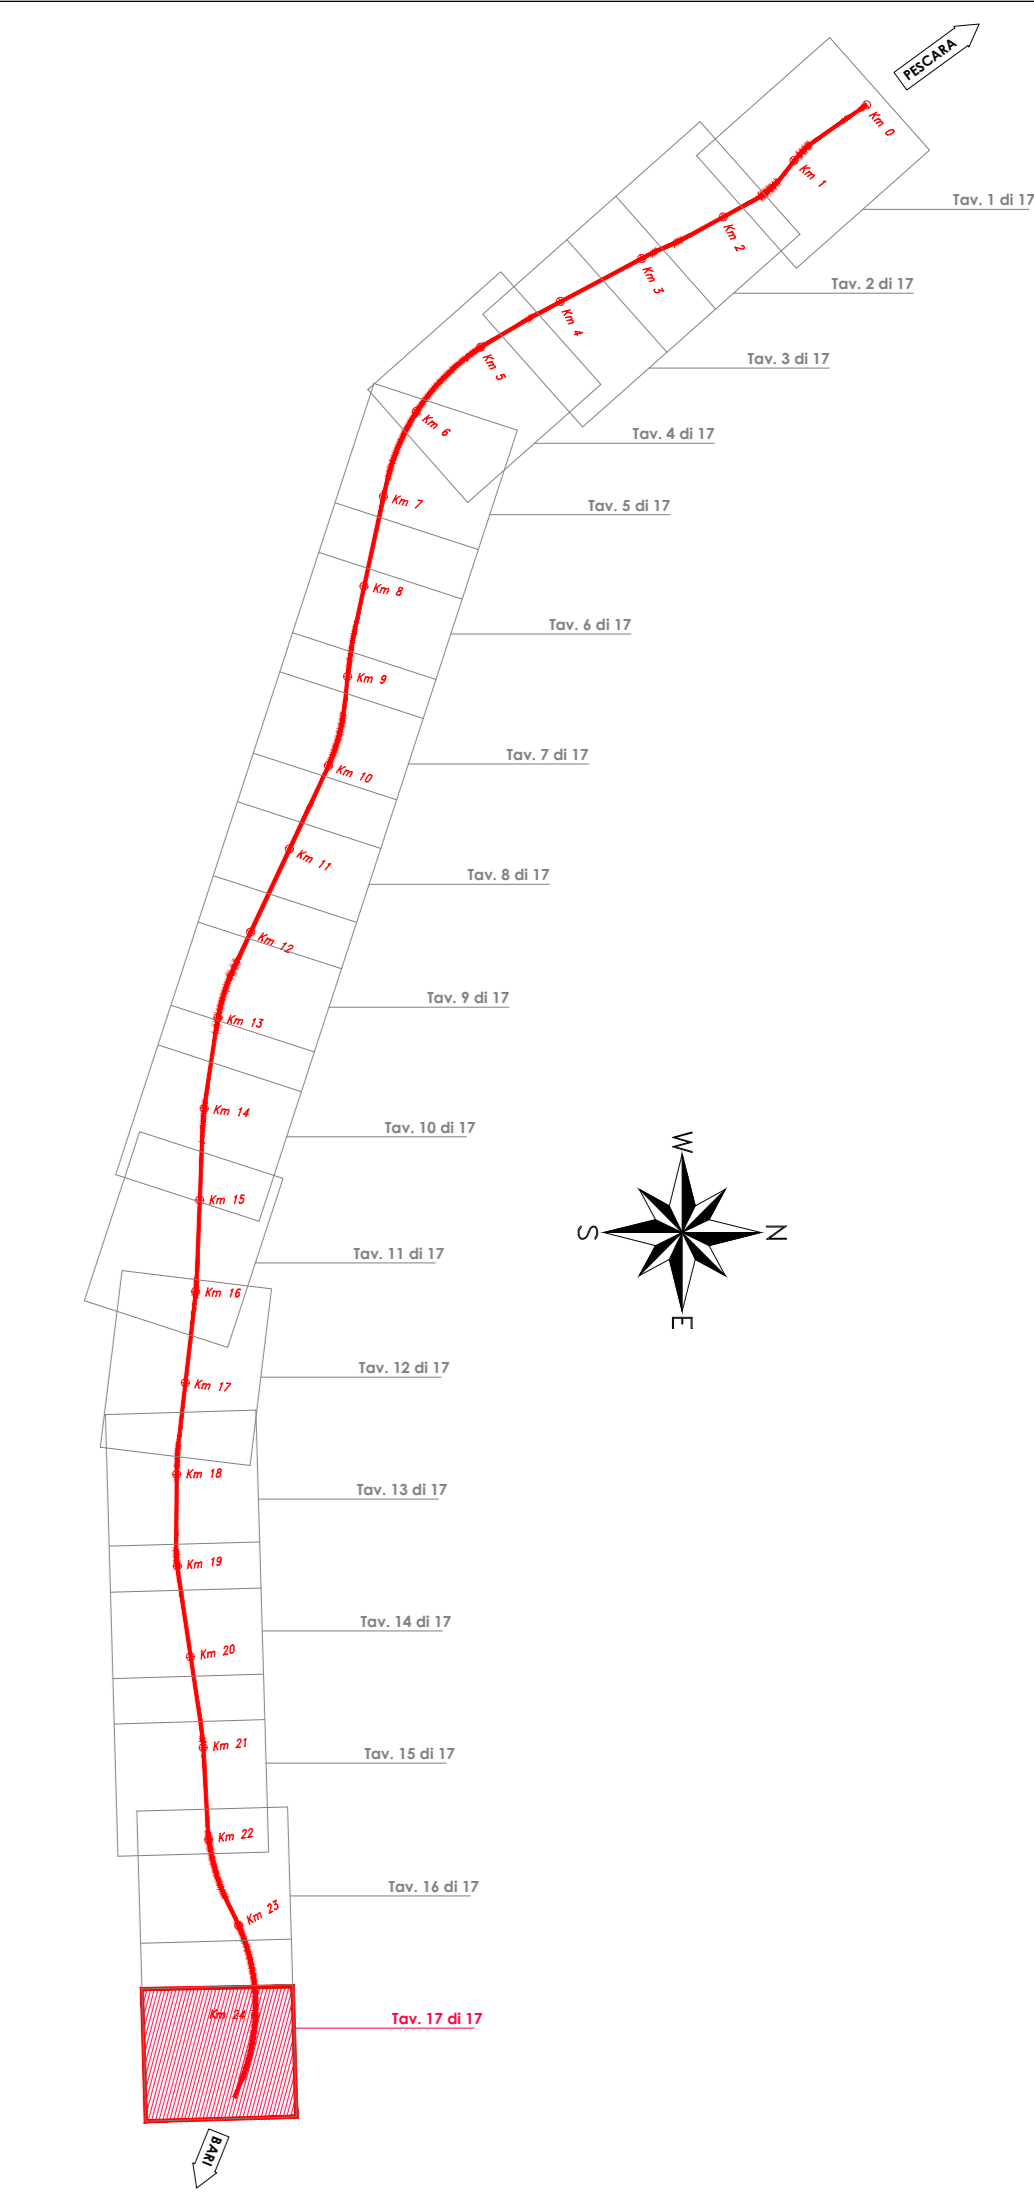 PESCARA
Km 0
Km 1
Tav. 1 di 17
Km 2
Km 3
Tav. 2 di 17
Km 4
Tav. 3 di 17
Km 5
Km 6
Tav. 4 di 17
Km 7
Tav. 5 di 17
Km 8
Tav. 6 di 17
Km 9
Tav. 7 di 17
Km 10
Km 11
Tav. 8 di 17
Km 12
Tav. 9 di 17
Km 13
Km 14
Tav. 10 di 17
W
N
S
E
Km 15
Tav. 11 di 17
Km 16
Tav. 12 di 17
Km 17
Km 18
Tav. 13 di 17
Km 19
Tav. 14 di 17
Km 20
Km 21
Tav. 15 di 17
Km 22
Tav. 16 di 17
Km 23
Km 24
Tav. 17 di 17
BARI